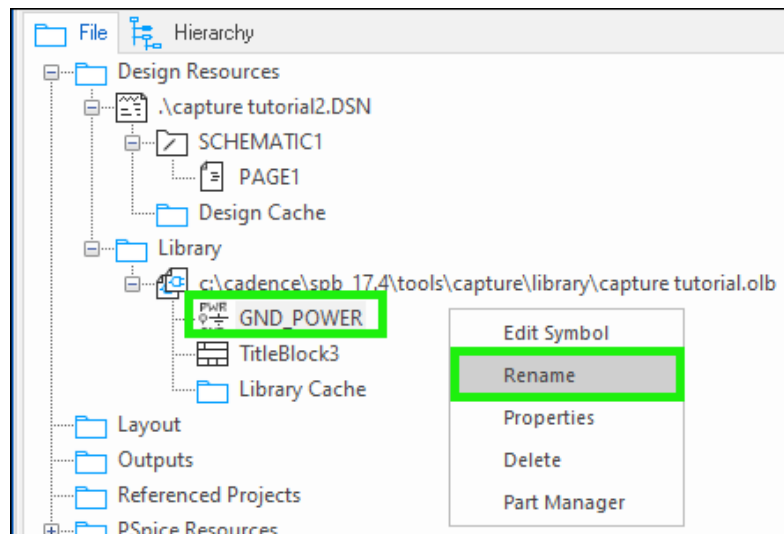 File Hierarchy
Design Resources
.\capture tutorial2.DSN
SCHEMATIC1
PAGE1
Design Cache
Library
c:\cadence\spb_17.4\tools\capture\library\capture tutorial.olb
PWR
GND_POWER
Edit Symbol
TitleBlock3
Rename
Library Cache
Properties
Layout
Outputs
Delete
Referenced Projects
Part Manager
PSpice Resources